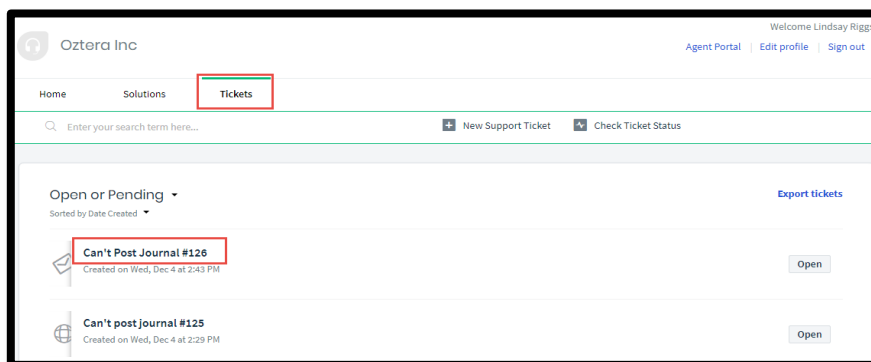 Welcome Lindsay Riggs
Oztera Inc
Agent Portal | Edit profile | Sign out
Home Solutions Tickets
Enter your search term here... New Support Ticket Check Ticket Status
Open or Pending Export tickets
Sorted by Date Created
Can't Post Journal #126
Created on Wed, Dec 4 at 2:43 PM Open
Can't post journal #125
Created on Wed, Dec 4 at 2:29 PM Open